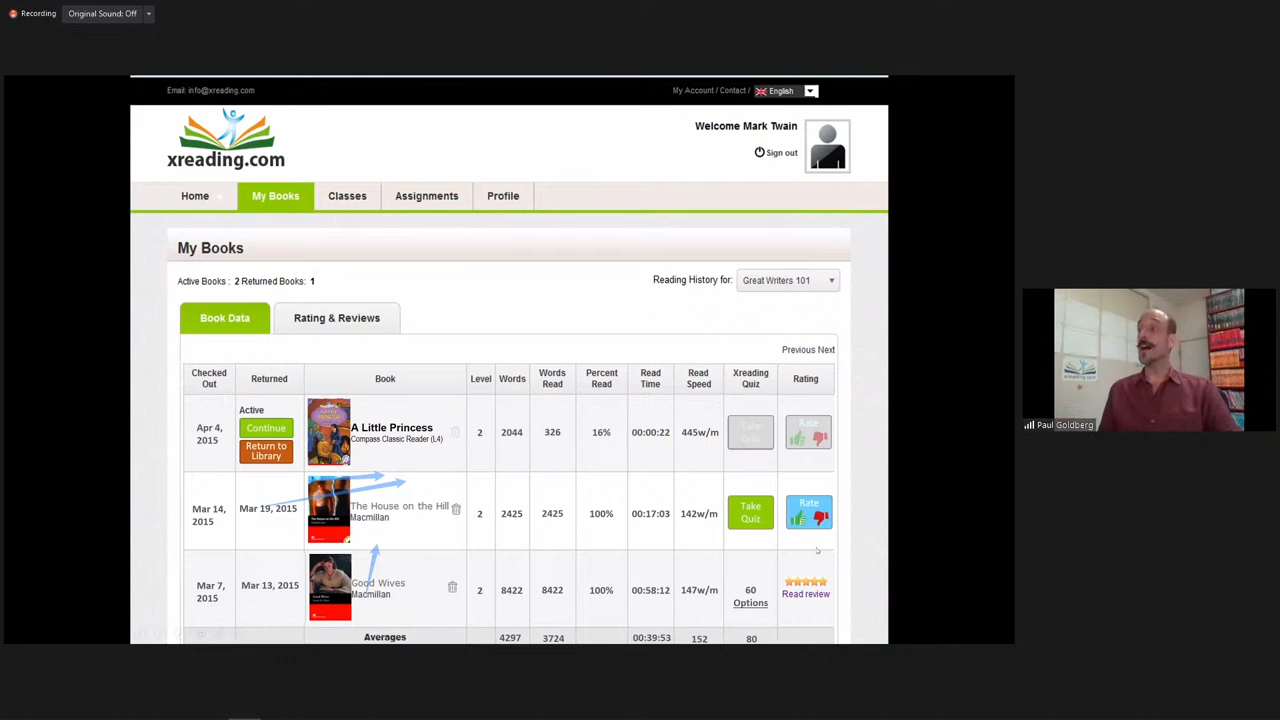 Recording
Original Sound: Off
Email: info@xreading.com
My Account / Contact /
English
xreading.com
Welcome Mark Twain
Sign out
Home
My Books
Classes
Assignments
Profile
My Books
Active Books : 2 Returned Books: 1
Reading History for:
Great Writers 101
Book Data
Rating & Reviews
Previous Next
Checked Out
Returned
Book
Level
Words
Words Read
Percent Read
Read Time
Read Speed
Xreading Quiz
Rating
Apr 4, 2015
Active
Continue
Return to Library
A Little Princess
Compass Classic Reader (L4)
2
2044
326
16%
00:00:22
445w/m
Take Quiz
Rate
Mar 14, 2015
Mar 19, 2015
The House on the Hill
Macmillan
2
2425
2425
100%
00:17:03
142w/m
Take Quiz
Rate
Mar 7, 2015
Mar 13, 2015
Good Wives
Macmillan
2
8422
8422
100%
00:58:12
147w/m
60
Options
Read review
Averages
4297
3724
00:39:53
152
80
xreading.com
Paul Goldberg